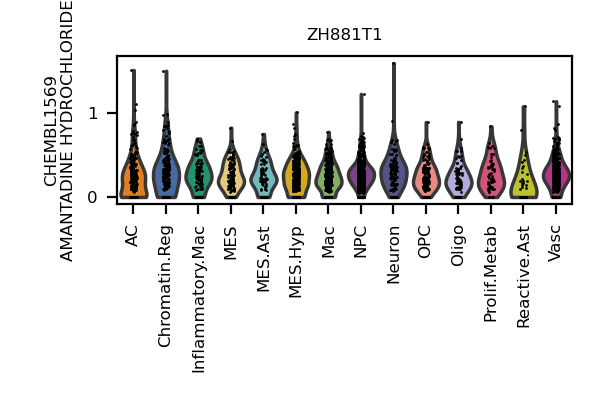 ZH881T1
CHEMBL1569
AMANTADINE HYDROCHLORIDE
1
0
AC
Chromatin.Reg
Inflammatory.Mac
MES
MES.Ast
MES.Hyp
Mac
NPC
Neuron
OPC
Oligo
Prolif.Metab
Reactive.Ast
Vasc